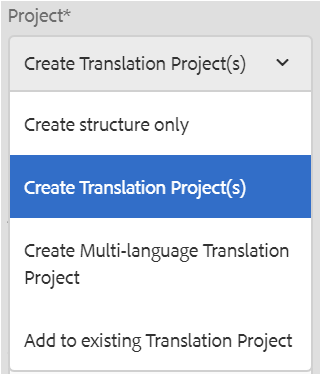 Project*
Create Translation Project(s)
Create structure only
Create Translation Project(s)
Create Multi-language Translation
Project
Add to existing Translation Project